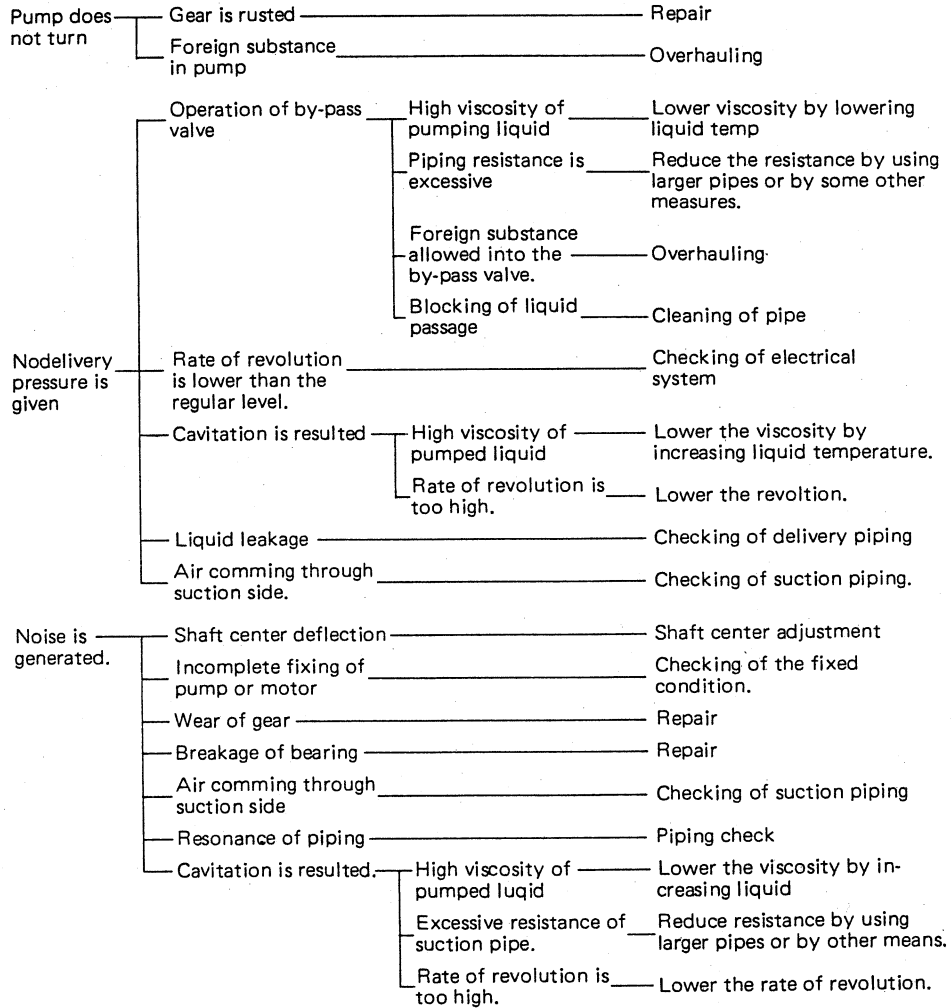 Pump does
not turn
Gear is rusted
Repair
Foreign substance
in pump
Overhauling
Nodelivery
pressure is
given
Operation of by-pass
valve
High viscosity of
pumping liquid
Lower viscosity by lowering
liquid temp
Piping resistance is
excessive
Reduce the resistance by using
larger pipes or by some other
measures.
Foreign substance
allowed into the
by-pass valve.
Overhauling
Blocking of liquid
passage
Cleaning of pipe
Rate of revolution
is lower than the
regular level.
Checking of electrical
system
Cavitation is resulted
High viscosity of
pumped liquid
Lower the viscosity by
increasing liquid temperature.
Rate of revolution is
too high.
Lower the revoltion.
Liquid leakage
Checking of delivery piping
Air comming through
suction side.
Checking of suction piping.
Noise is
generated.
Shaft center deflection
Shaft center adjustment
Incomplete fixing of
pump or motor
Checking of the fixed
condition.
Wear of gear
Repair
Breakage of bearing
Repair
Air comming through
suction side
Checking of suction piping
Resonance of piping
Piping check
Cavitation is resulted.
High viscosity of
pumped luqid
Lower the viscosity by in-
creasing liquid
Excessive resistance of
suction pipe.
Reduce resistance by using
larger pipes or by other means.
Rate of revolution is
too high.
Lower the rate of revolution.